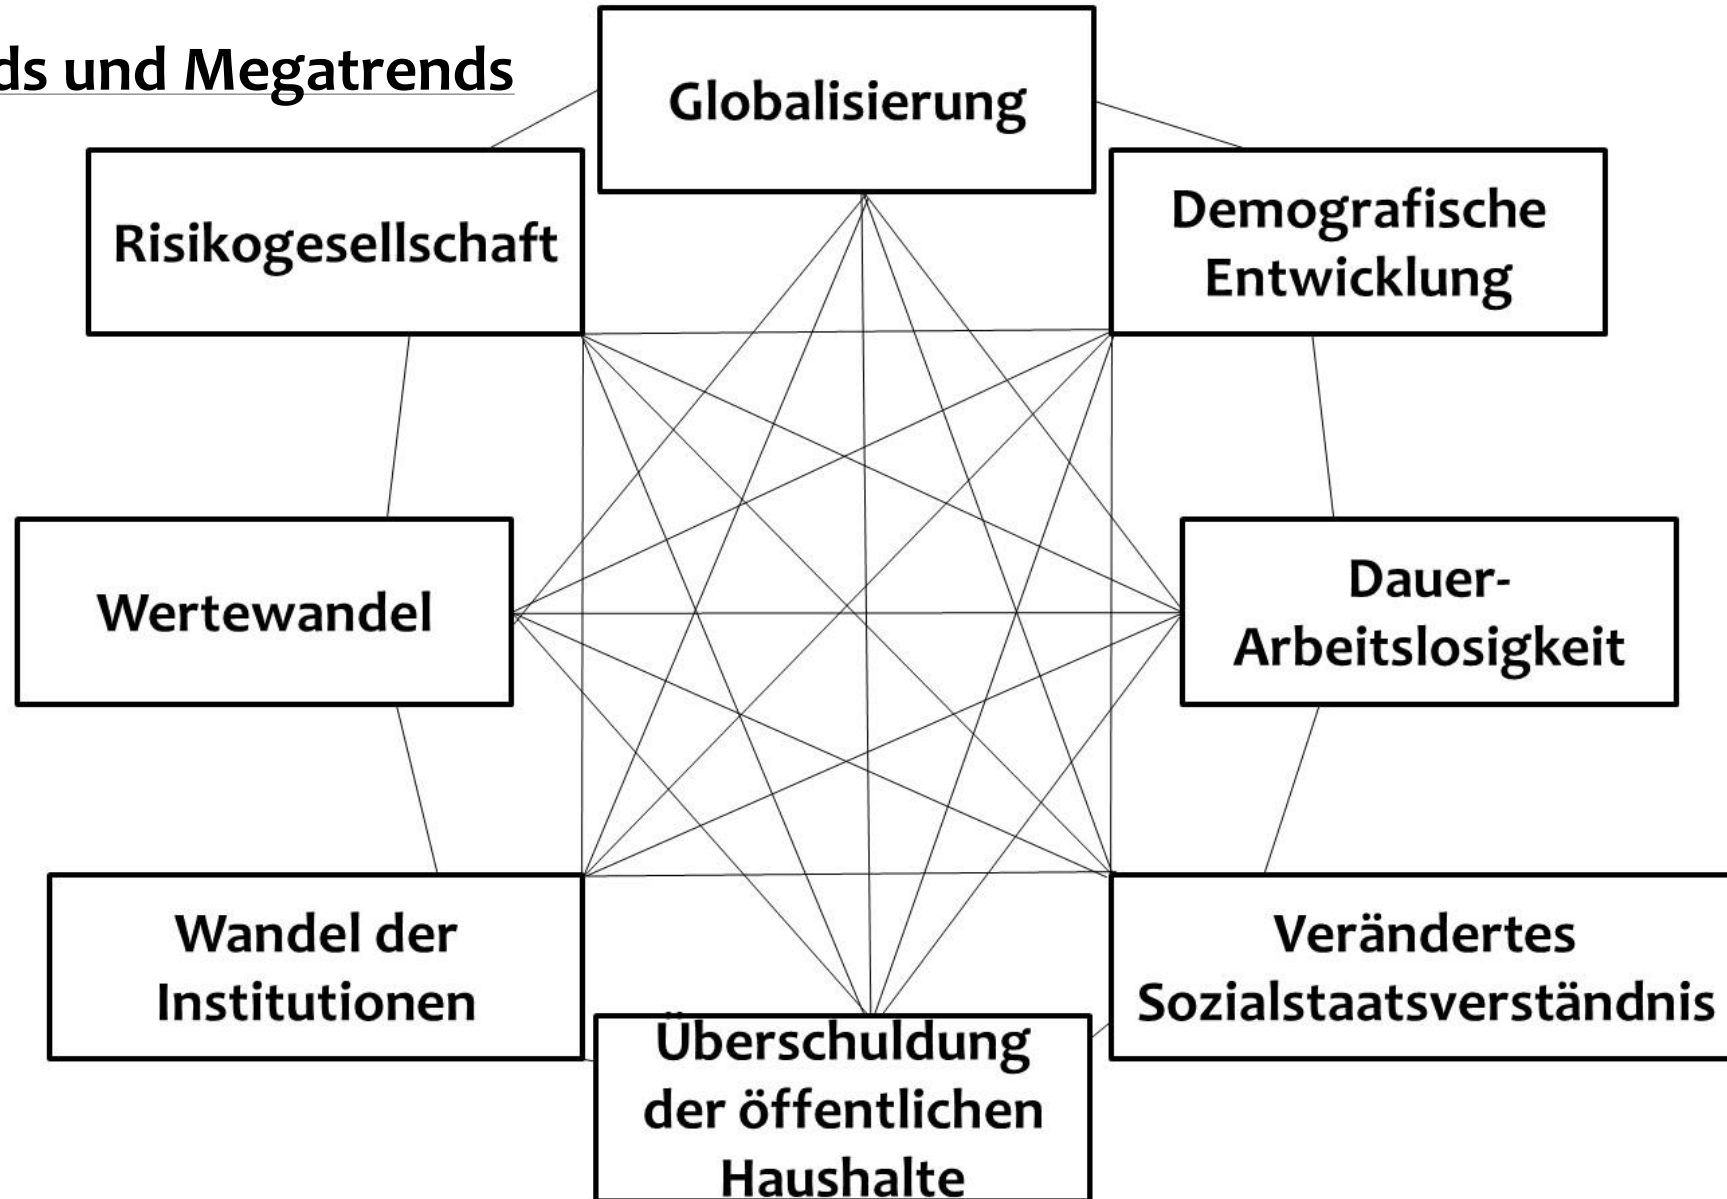 ds und Megatrends
Globalisierung
Risikogesellschaft
Demografische
Entwicklung
Wertewandel
Dauer-
Arbeitslosigkeit
Wandel der
Institutionen
Verändertes
Sozialstaatsverständnis
Überschuldung
der öffentlichen
Haushalte